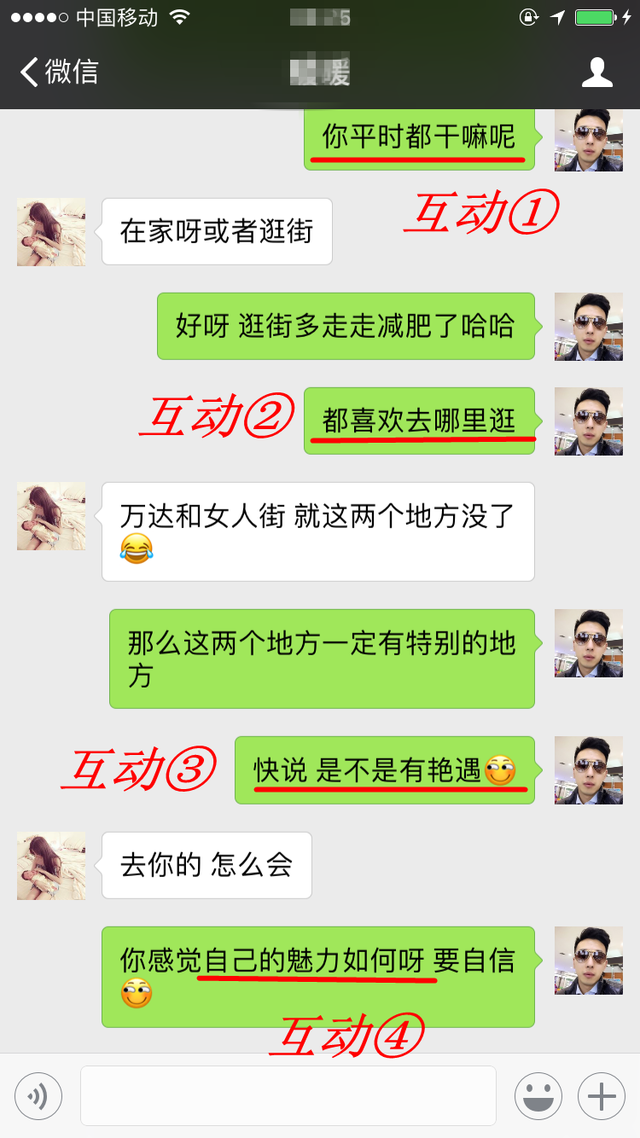 中国移动
微信
暖
你平时都干嘛呢
互动①
在家呀或者逛街
好呀 逛街多走走减肥了哈哈
互动②
都喜欢去哪里逛
万达和女人街 就这两个地方没了
😂
那么这两个地方一定有特别的地
方
互动③
快说 是不是有艳遇
去你的 怎么会
你感觉自己的魅力如何呀 要自信
互动④